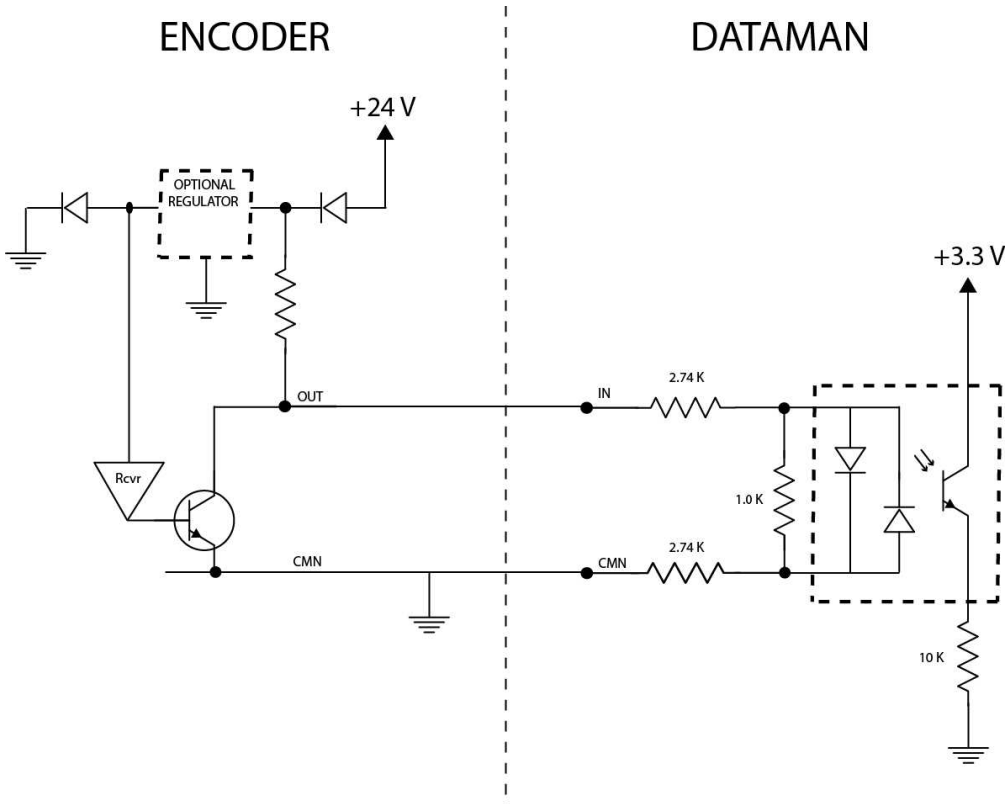 ENCODER
DATAMAN
+24 V
OPTIONAL
REGULATOR
+3.3 V
OUT
IN
2.74 K
Rcvr
1.0 K
CMN
CMN
2.74 K
10 K